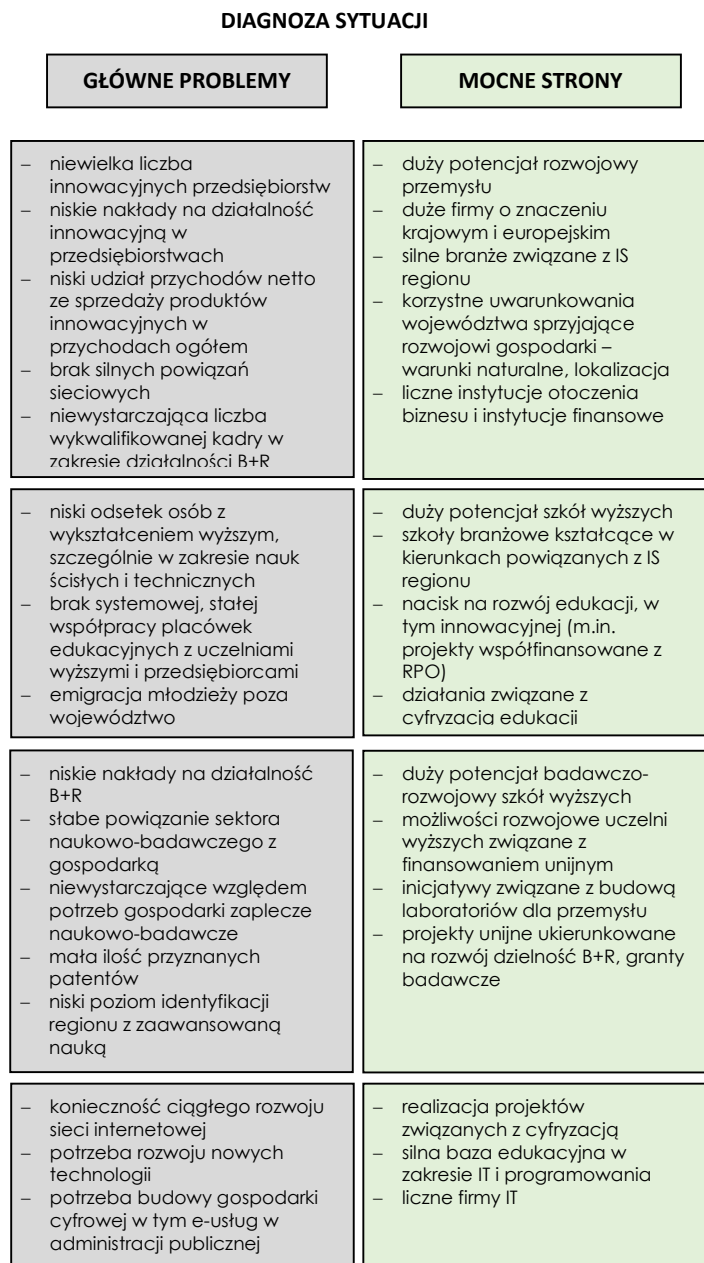 DIAGNOZA SYTUACJI
GŁÓWNE PROBLEMY
MOCNE STRONY
– niewielka liczba
innowacyjnych przedsiębiorstw
– niskie nakłady na działalność
innowacyjną w
przedsiębiorstwach
– niski udział przychodów netto
ze sprzedaży produktów
innowacyjnych w
przychodach ogółem
– brak silnych powiązań
sieciowych
– niewystarczająca liczba
wykwalifikowanej kadry w
zakresie działalności B+R
– duży potencjał rozwojowy
przemysłu
– duże firmy o znaczeniu
krajowym i europejskim
– silne branże związane z IS
regionu
– korzystne uwarunkowania
województwa sprzyjające
rozwojowi gospodarki –
warunki naturalne, lokalizacja
– liczne instytucje otoczenia
biznesu i instytucje finansowe
– niski odsetek osób z
wykształceniem wyższym,
szczególnie w zakresie nauk
ścisłych i technicznych
– brak systemowej, stałej
współpracy placówek
edukacyjnych z uczelniami
wyższymi i przedsiębiorcami
– emigracja młodzieży poza
województwo
– duży potencjał szkół wyższych
– szkoły branżowe kształcące w
kierunkach powiązanych z IS
regionu
– nacisk na rozwój edukacji, w
tym innowacyjnej (m.in.
projekty współfinansowane z
RPO)
– działania związane z
cyfryzacją edukacji
– niskie nakłady na działalność
B+R
– słabe powiązanie sektora
naukowo-badawczego z
gospodarką
– niewystarczające względem
potrzeb gospodarki zaplecze
naukowo-badawcze
– mała ilość przyznanych
patentów
– niski poziom identyfikacji
regionu z zaawansowaną
nauką
– duży potencjał badawczo-
rozwojowy szkół wyższych
– możliwości rozwojowe uczelni
wyższych związane z
finansowaniem unijnym
– inicjatywy związane z budową
laboratoriów dla przemysłu
– projekty unijne ukierunkowane
na rozwój dzielność B+R, granty
badawcze
– konieczność ciągłego rozwoju
sieci internetowej
– potrzeba rozwoju nowych
technologii
– potrzeba budowy gospodarki
cyfrowej w tym e-usług w
administracji publicznej
– realizacja projektów
związanych z cyfryzacją
– silna baza edukacyjna w
zakresie IT i programowania
– liczne firmy IT